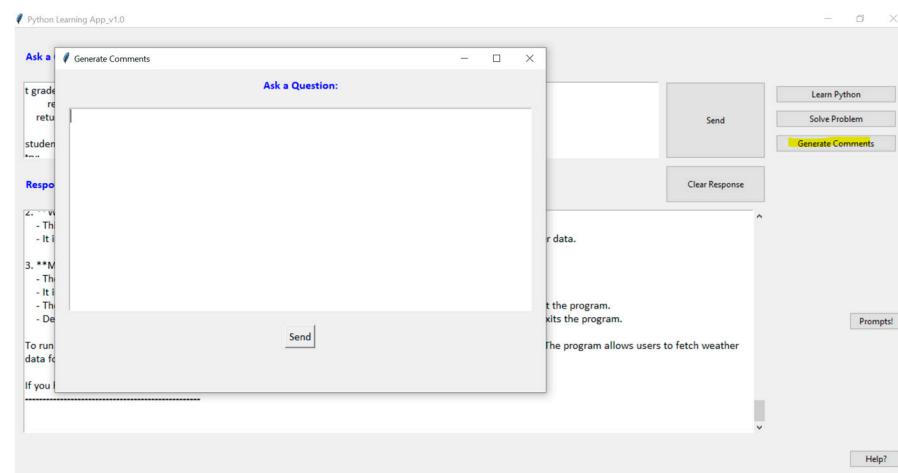 Python Learning App_v1.0
Generate Comments
Ask a
Ask a Question:
t grade
re
retu
studen
Send
Learn Python
Solve Problem
Generate Comments
Respo
Clear Response
2. **W
- Th
- It i
r data.
3. **M
- The
- It i
- Th
t the program.
- De
xits the program.
Send
Prompts!
To run
The program allows users to fetch weather
data fo
If you
--------------------------------------------------
Help?